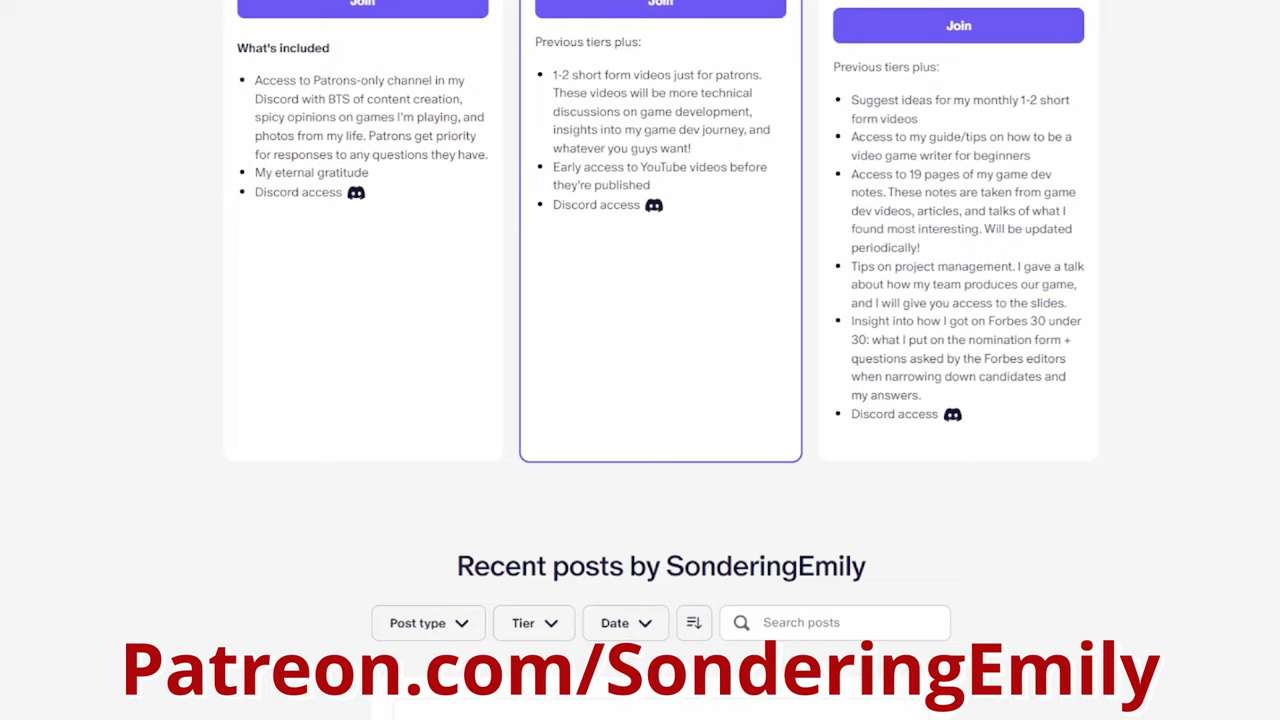 Join
What's included
• Access to Patrons-only channel in my
Discord with BTS of content creation,
spicy opinions on games I'm playing, and
photos from my life. Patrons get priority
for responses to any questions they have.
• My eternal gratitude
• Discord access
Join
Previous tiers plus:
• 1-2 short form videos just for patrons.
These videos will be more technical
discussions on game development,
insights into my game dev journey, and
whatever you guys want!
• Early access to YouTube videos before
they're published
• Discord access
Join
Previous tiers plus:
• Suggest ideas for my monthly 1-2 short
form videos
• Access to my guide/tips on how to be a
video game writer for beginners
• Access to 19 pages of my game dev
notes. These notes are taken from game
dev videos, articles, and talks of what I
found most interesting. Will be updated
periodically!
• Tips on project management. I gave a talk
about how my team produces our game,
and I will give you access to the slides.
• Insight into how I got on Forbes 30 under
30: what I put on the nomination form +
questions asked by the Forbes editors
when narrowing down candidates and
my answers.
• Discord access
Recent posts by SonderingEmily
Post type
Tier
Date
Search posts
Patreon.com/SonderingEmily